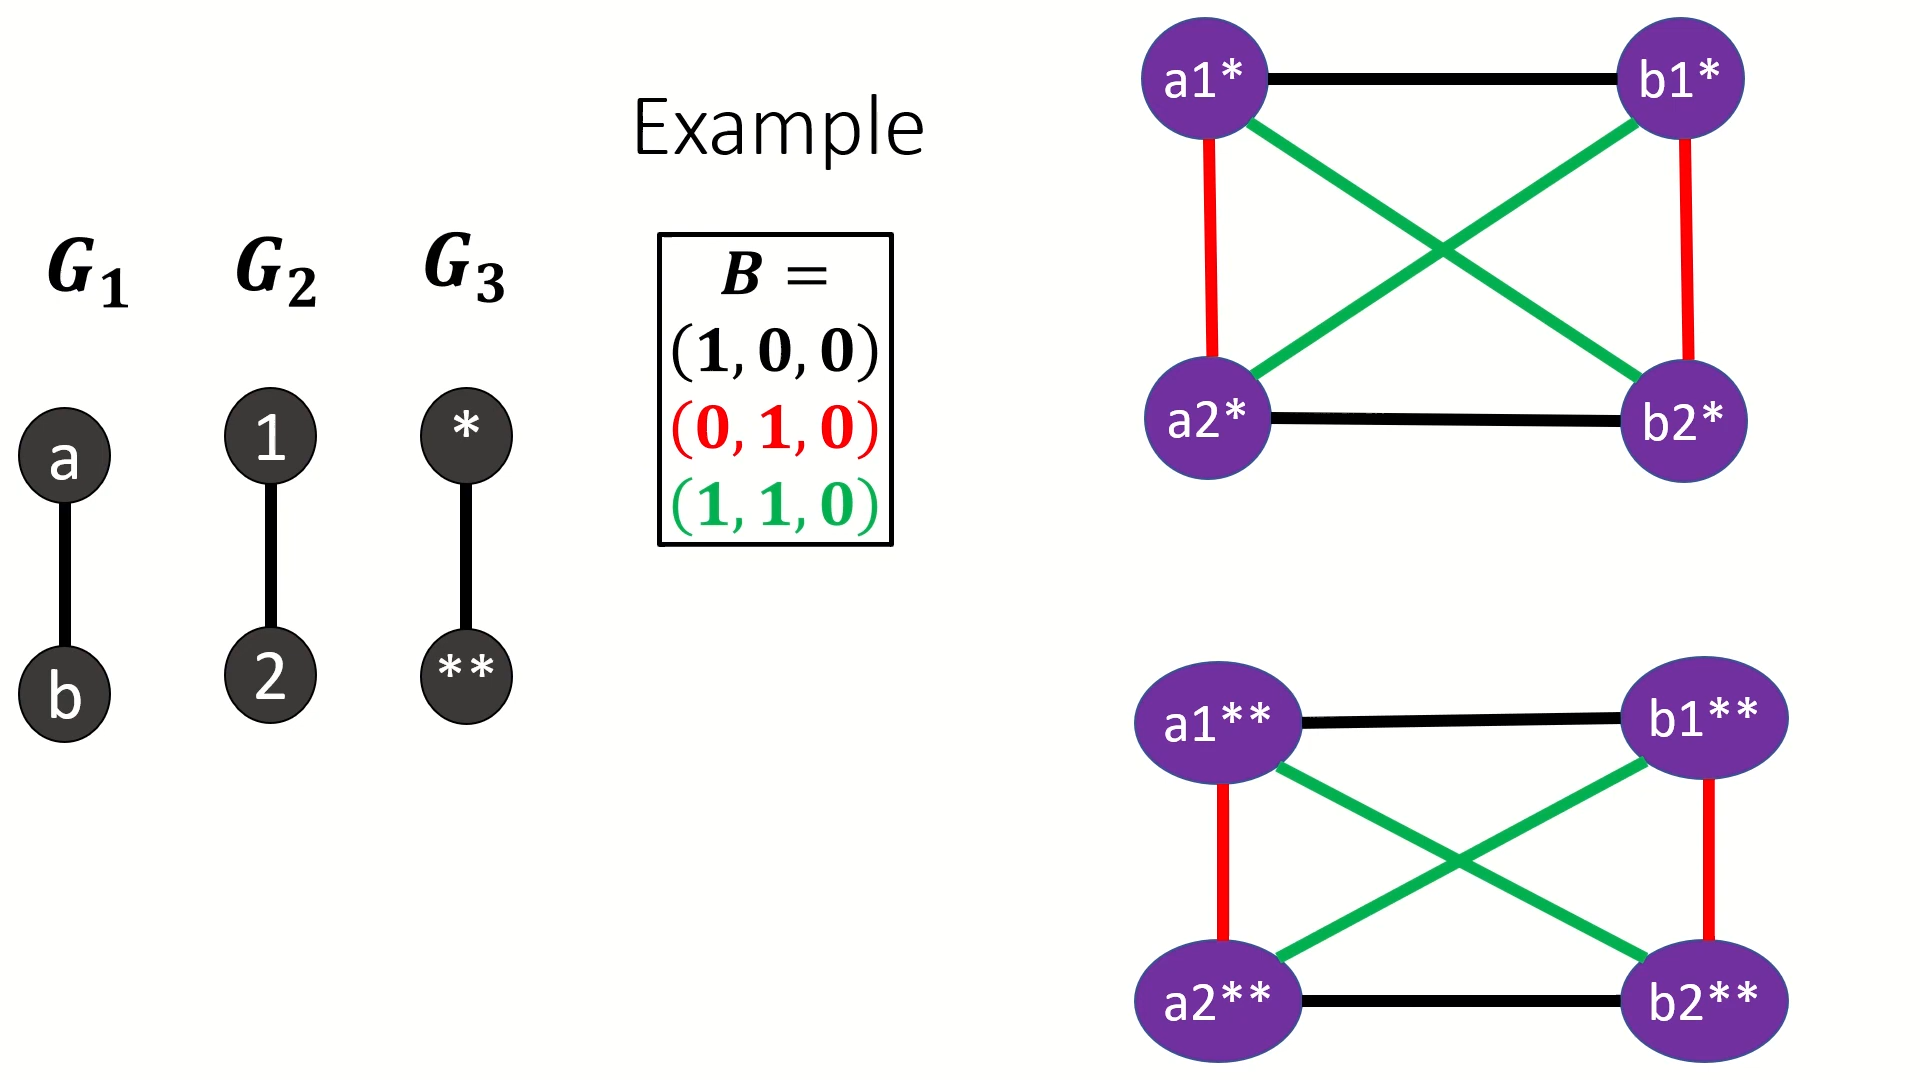 Example
G₁ G₂ G₃
a 1 *
b 2 **
B =
(1, 0, 0)
(0, 1, 0)
(1, 1, 0)
a1* b1*
a2* b2*
a1** b1**
a2** b2**